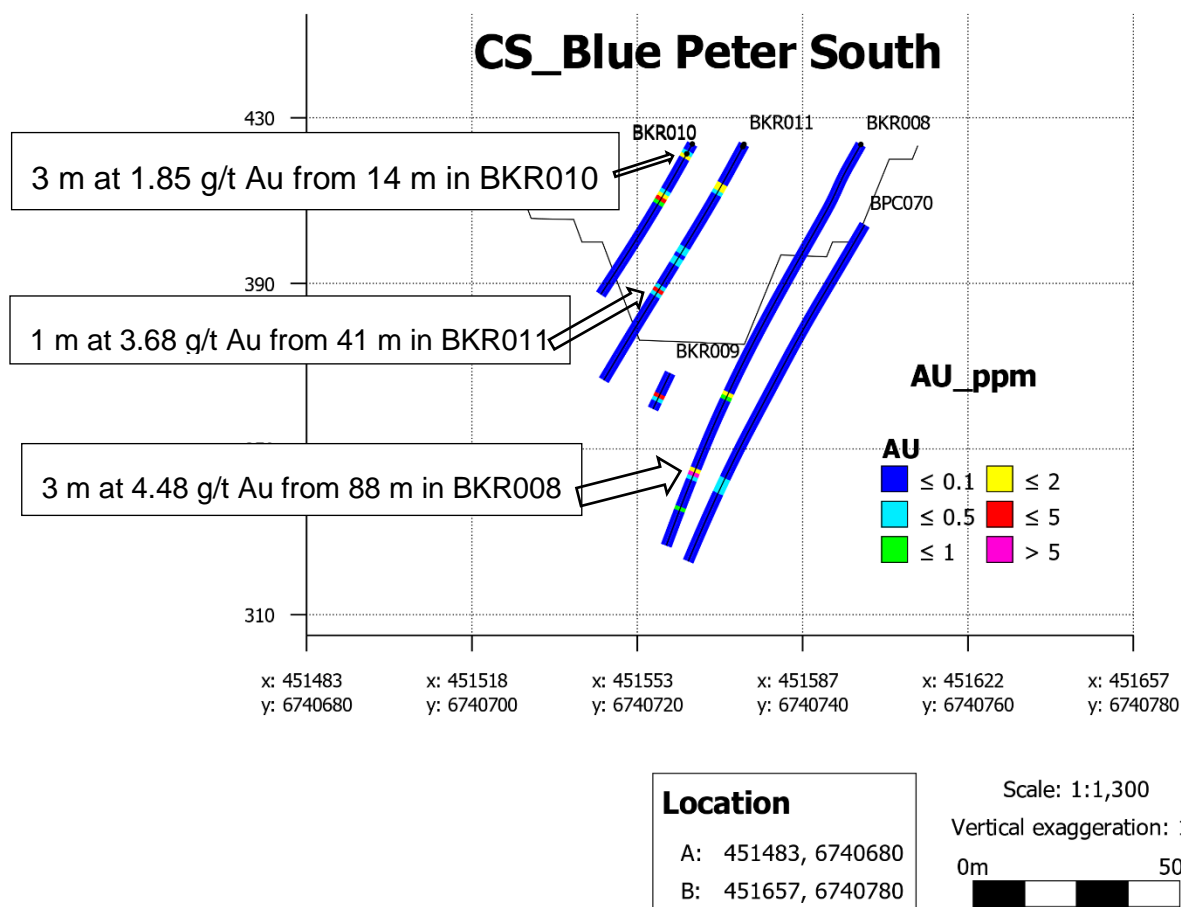 CS_Blue Peter South
430
BKR010
BKR011
BKR008
3 m at 1.85 g/t Au from 14 m in BKR010
BPC070
390
1 m at 3.68 g/t Au from 41 m in BKR011
BKR009
AU_ppm
AU
≤ 0.1
≤ 2
≤ 0.5
≤ 5
≤ 1
> 5
3 m at 4.48 g/t Au from 88 m in BKR008
310
x: 451483
y: 6740680
x: 451518
y: 6740700
x: 451553
y: 6740720
x: 451587
y: 6740740
x: 451622
y: 6740760
x: 451657
y: 6740780
Location
A: 451483, 6740680
B: 451657, 6740780
Scale: 1:1,300
Vertical exaggeration:
0m
50